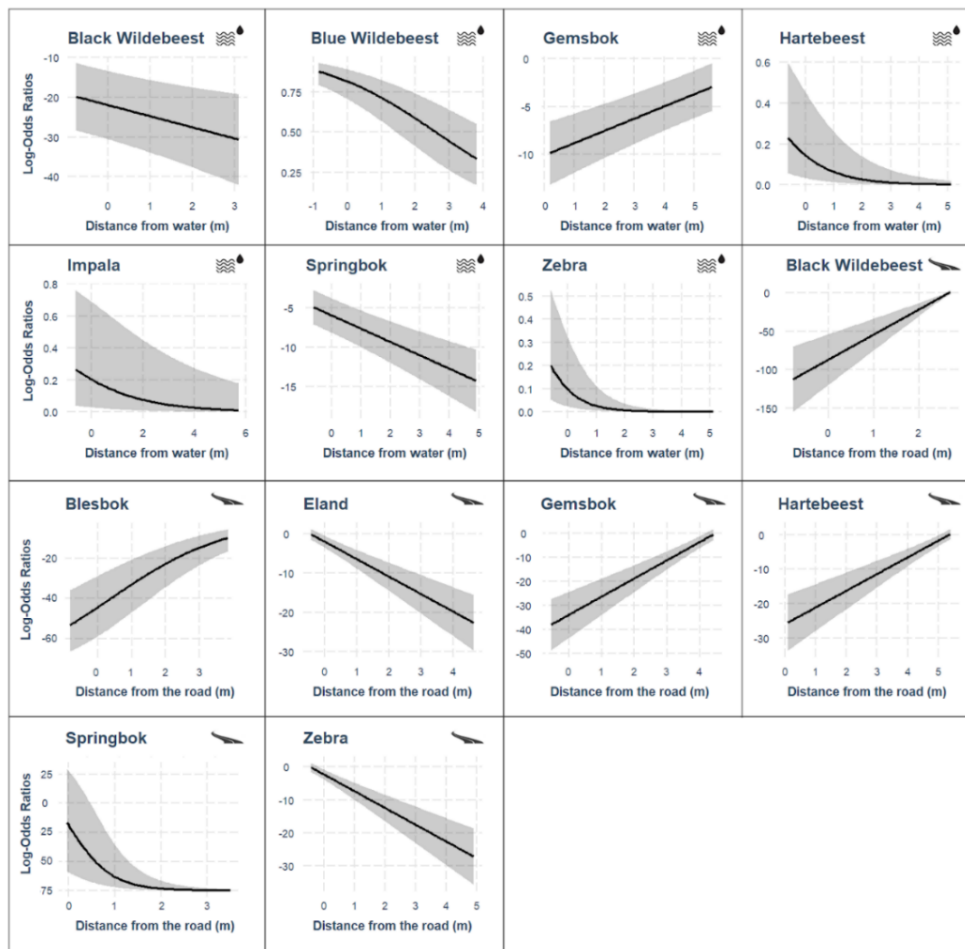 Black Wildebeest
Blue Wildebeest
Gemsbok
Hartebeest
Log-Odds Ratios
-10
-20
-30
-40
0 1 2 3
Distance from water (m)
0.75
0.50
0.25
-1 0 1 2 3 4
Distance from water (m)
0
-5
-10
0 1 2 3 4 5
Distance from water (m)
0.6
0.4
0.2
0.0
0 1 2 3 4 5
Distance from water (m)
Impala
Springbok
Zebra
Black Wildebeest
Log-Odds Ratios
0.8
0.6
0.4
0.2
0.0
0 2 4 6
Distance from water (m)
-5
-10
-15
0 1 2 3 4 5
Distance from water (m)
0.5
0.4
0.3
0.2
0.1
0.0
0 1 2 3 4 5
Distance from water (m)
0
-50
-100
-150
0 1 2
Distance from the road (m)
Blesbok
Eland
Gemsbok
Hartebeest
Log-Odds Ratios
-20
-40
-60
0 1 2 3
Distance from the road (m)
0
-10
-20
-30
0 1 2 3 4
Distance from the road (m)
0
-10
-20
-30
-40
-50
0 1 2 3 4
Distance from the road (m)
0
-10
-20
-30
0 1 2 3 4 5
Distance from the road (m)
Springbok
Zebra
Log-Odds Ratios
25
0
25
50
75
0 1 2 3
Distance from the road (m)
0
-10
-20
-30
0 1 2 3 4 5
Distance from the road (m)